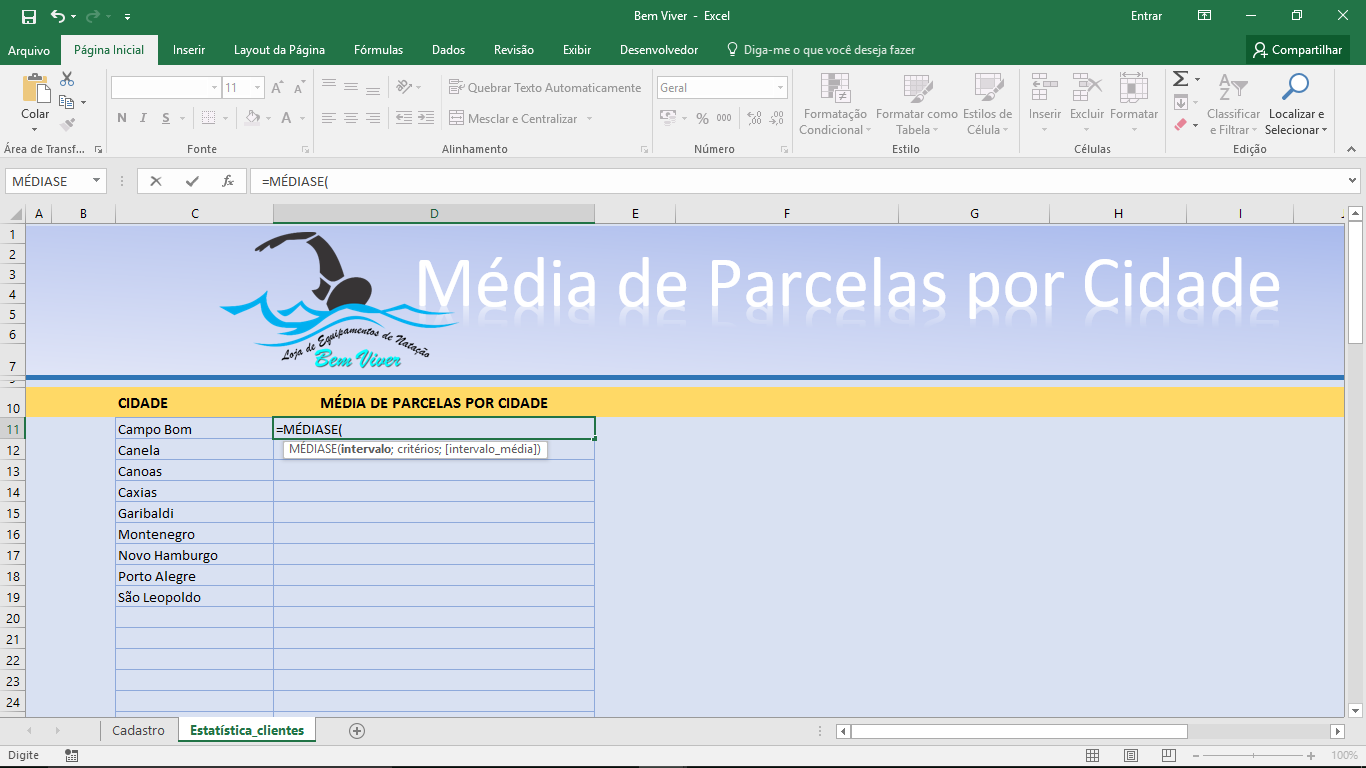 Bem Viver - Excel
Entrar
Arquivo Página Inicial Inserir Layout da Página Fórmulas Dados Revisão Exibir Desenvolvedor Diga-me o que você deseja fazer Compartilhar
Colar
Área de Transf...
11
N I S
A
Fonte
Quebrar Texto Automaticamente
Mesclar e Centralizar
Alinhamento
Geral
% 000
Número
Formatação Condicional
Formatar como Tabela
Estilos de Célula
Estilo
Inserir Excluir Formatar
Células
Classificar e Filtrar
Localizar e Selecionar
Edição
MÉDIASE
fx
=MÉDIASE(
A B C D E F G H I
1
2
3
4
5
6
7
Média de Parcelas por Cidade
Loja de Equipamentos de Natação
Bem Viver
10 CIDADE MÉDIA DE PARCELAS POR CIDADE
11 Campo Bom =MÉDIASE(
MÉDIASE(intervalo; critérios; [intervalo_média])
12 Canela
13 Canoas
14 Caxias
15 Garibaldi
16 Montenegro
17 Novo Hamburgo
18 Porto Alegre
19 São Leopoldo
20
21
22
23
24
Cadastro Estatística_clientes
Digite
100%